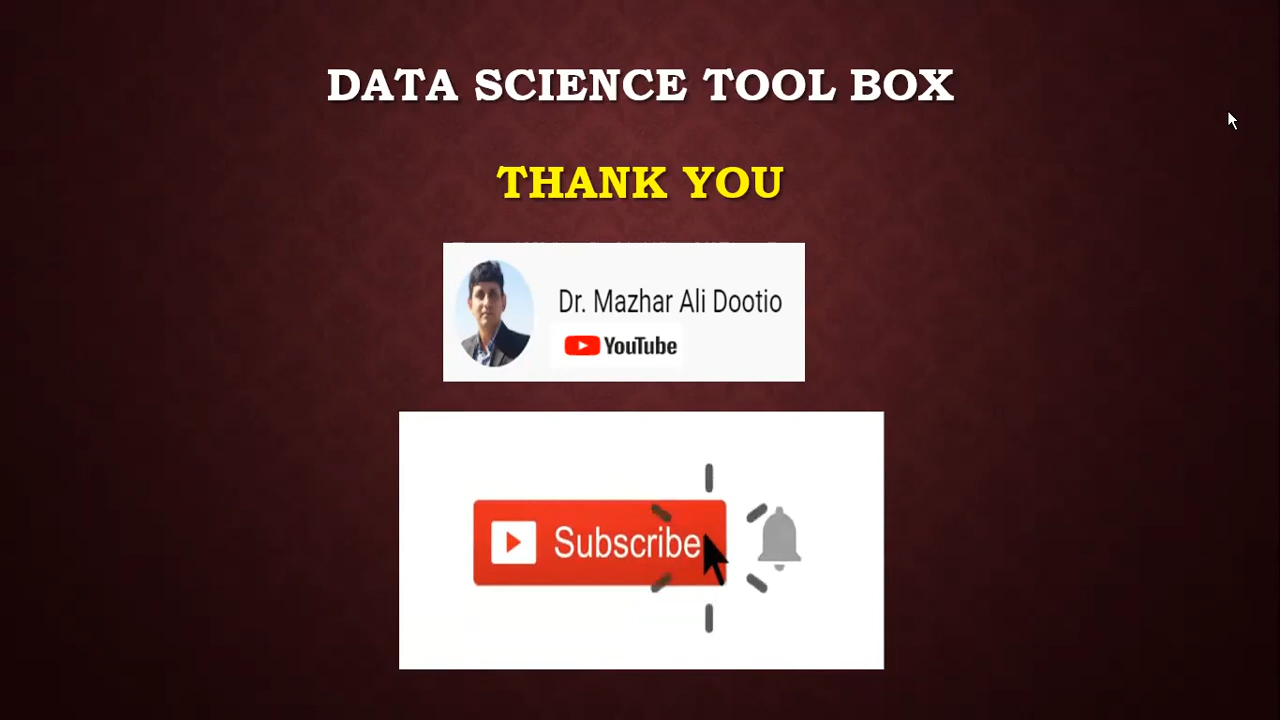 DATA SCIENCE TOOL BOX
THANK YOU
Dr. Mazhar Ali Dootio
YouTube
Subscribe